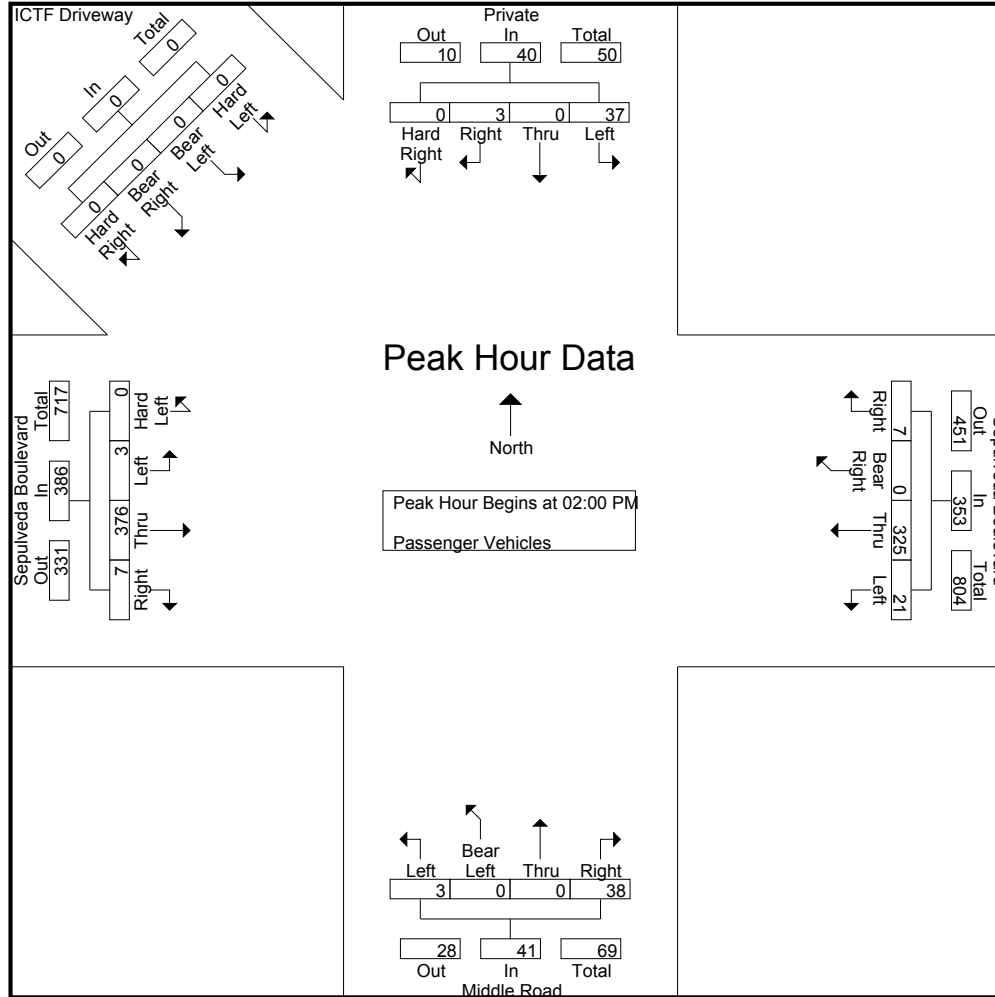 ICTF Driveway
Total
0
In
0
Out
0
0
Hard
Left
0
Bear
Left
0
Bear
Right
0
Hard
Right
Private
Out In Total
10 40 50
0 3 0 37
Hard
Right Right Thru Left
Peak Hour Data
North
Peak Hour Begins at 02:00 PM
Passenger Vehicles
Sepulveda Boulevard
Total In Out
717 386 331
0 3 376 7
Hard
Left Left Thru Right
Out In Total
451 353 804
7 0 325 21
Right Bear
Right Thru Left
Left Bear
Left Thru Right
3 0 0 38
28 41 69
Out In Total
Middle Road